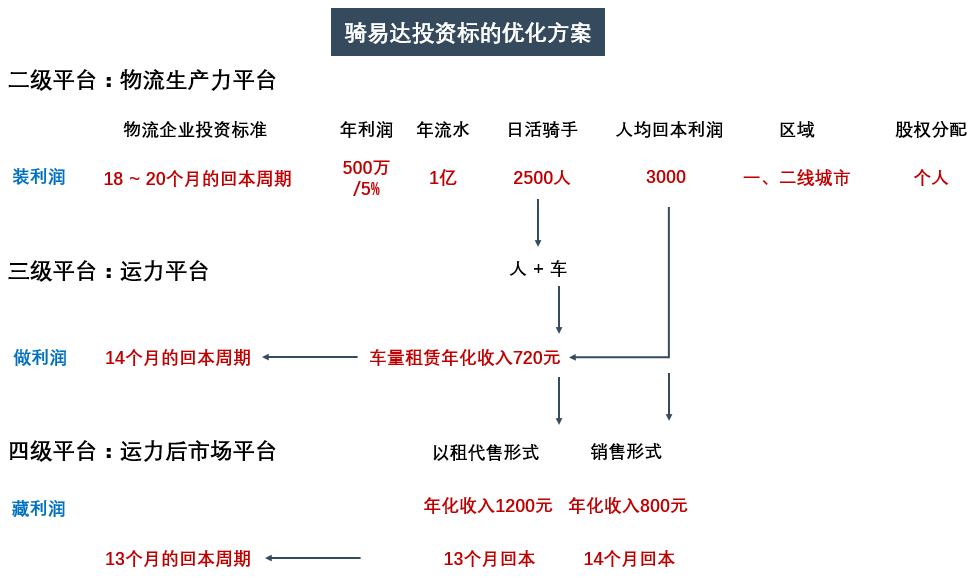 骑易达投资标的优化方案
二级平台：物流生产力平台
物流企业投资标准 年利润 年流水 日活骑手 人均回本利润 区域 股权分配
装利润 18 ~ 20个月的回本周期 500万 /5% 1亿 2500人 3000 一、二线城市 个人
三级平台：运力平台 人 + 车
做利润 14个月的回本周期 车量租赁年化收入720元
四级平台：运力后市场平台 以租代售形式 销售形式
藏利润 年化收入1200元 年化收入800元
13个月的回本周期 13个月回本 14个月回本